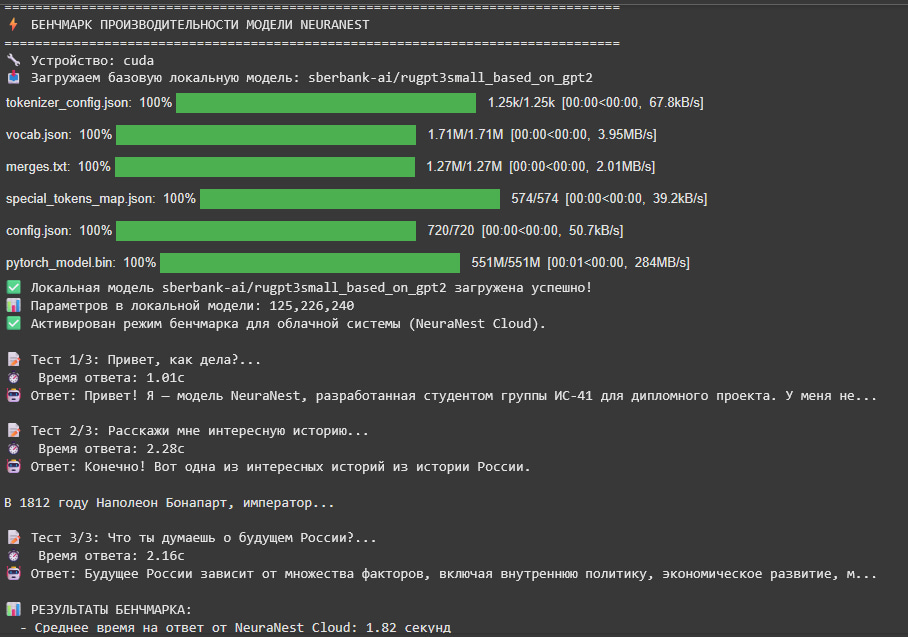 ================================================================================
⚡ БЕНЧМАРК ПРОИЗВОДИТЕЛЬНОСТИ МОДЕЛИ NEURANEST
================================================================================
🔧 Устройство: cuda
📥 Загружаем базовую локальную модель: sberbank-ai/rugpt3small_based_on_gpt2
tokenizer_config.json: 100% 1.25k/1.25k [00:00<00:00, 67.8kB/s]
vocab.json: 100% 1.71M/1.71M [00:00<00:00, 3.95MB/s]
merges.txt: 100% 1.27M/1.27M [00:00<00:00, 2.01MB/s]
special_tokens_map.json: 100% 574/574 [00:00<00:00, 39.2kB/s]
config.json: 100% 720/720 [00:00<00:00, 50.7kB/s]
pytorch_model.bin: 100% 551M/551M [00:01<00:00, 284MB/s]
✅ Локальная модель sberbank-ai/rugpt3small_based_on_gpt2 загружена успешно!
📊 Параметров в локальной модели: 125,226,240
✅ Активирован режим бенчмарка для облачной системы (NeuraNest Cloud).
📝 Тест 1/3: Привет, как дела?...
⏰ Время ответа: 1.01с
🤖 Ответ: Привет! Я — модель NeuraNest, разработанная студентом группы ИС-41 для дипломного проекта. У меня не...
📝 Тест 2/3: Расскажи мне интересную историю...
⏰ Время ответа: 2.28с
🤖 Ответ: Конечно! Вот одна из интересных историй из истории России.
В 1812 году Наполеон Бонапарт, император...
📝 Тест 3/3: Что ты думаешь о будущем России?...
⏰ Время ответа: 2.16с
🤖 Ответ: Будущее России зависит от множества факторов, включая внутреннюю политику, экономическое развитие, м...
📊 РЕЗУЛЬТАТЫ БЕНЧМАРКА:
- Среднее время на ответ от NeuraNest Cloud: 1.82 секунд